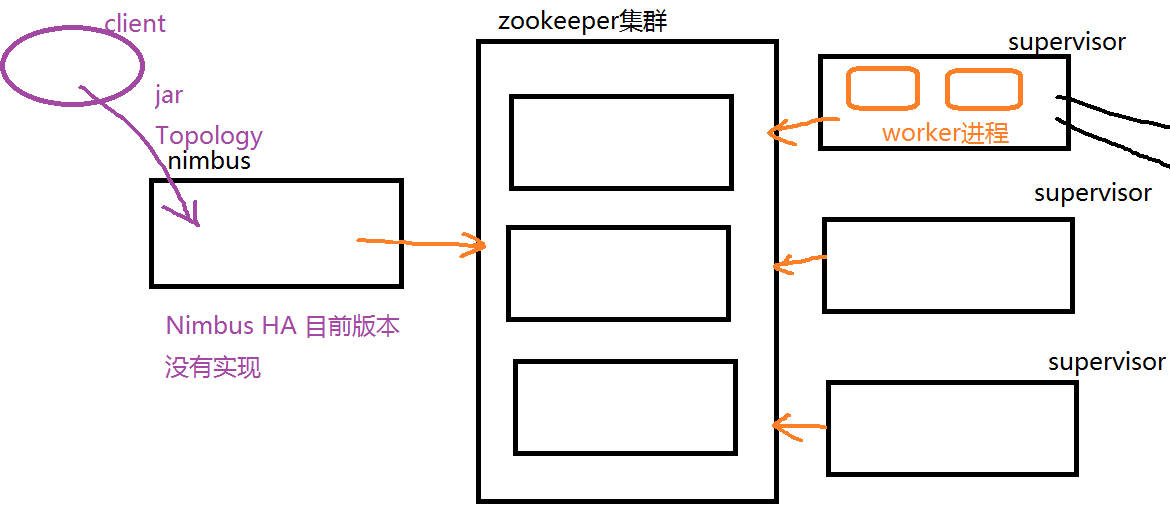 client
jar
Topology
nimbus
Nimbus HA 目前版本
没有实现
zookeeper集群
supervisor
worker进程
supervisor
supervisor